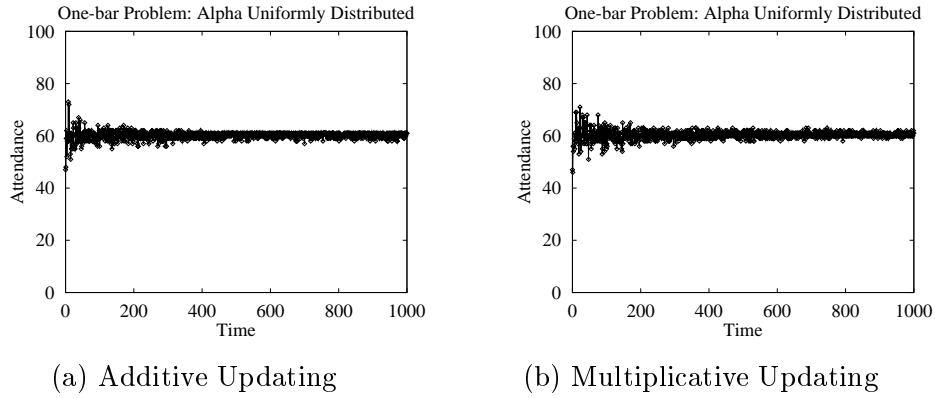 One-bar Problem: Alpha Uniformly Distributed
100
80
60
40
20
0
Attendance
0 200 400 600 800 1000
Time
(a) Additive Updating
One-bar Problem: Alpha Uniformly Distributed
100
80
60
40
20
0
Attendance
0 200 400 600 800 1000
Time
(b) Multiplicative Updating